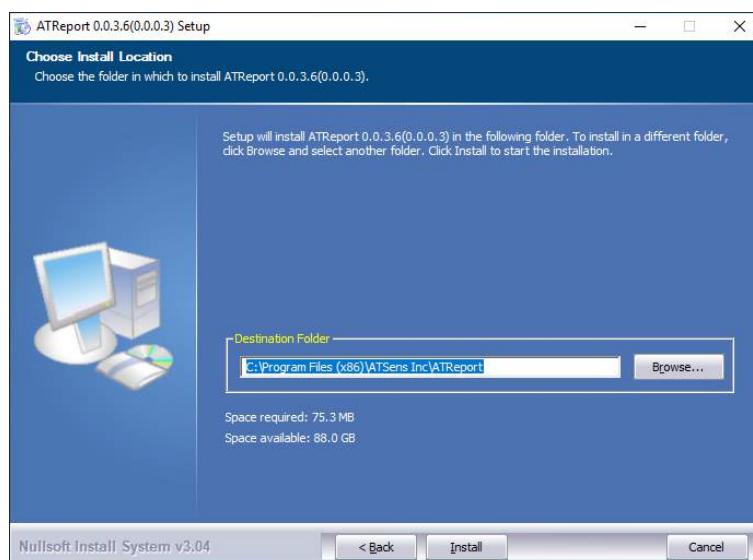 ATReport 0.0.3.6(0.0.0.3) Setup
Choose Install Location
Choose the folder in which to install ATReport 0.0.3.6(0.0.0.3).
Setup will install ATReport 0.0.3.6(0.0.0.3) in the following folder. To install in a different folder,
click Browse and select another folder. Click Install to start the installation.
Destination Folder
C:\Program Files (x86)\ATSens Inc\ATReport
Browse...
Space required: 75.3 MB
Space available: 88.0 GB
Nullsoft Install System v3.04
< Back
Install
Cancel